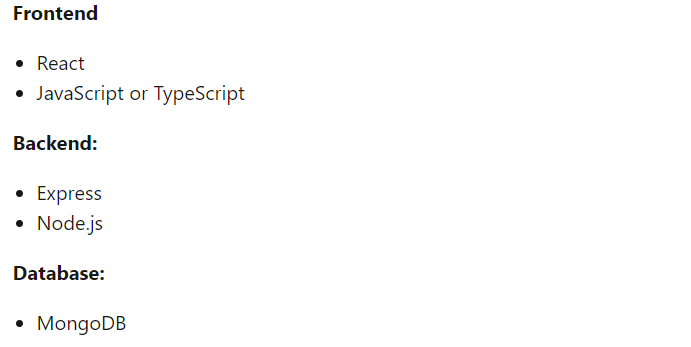 Frontend
React
JavaScript or TypeScript
Backend:
Express
Node.js
Database:
MongoDB